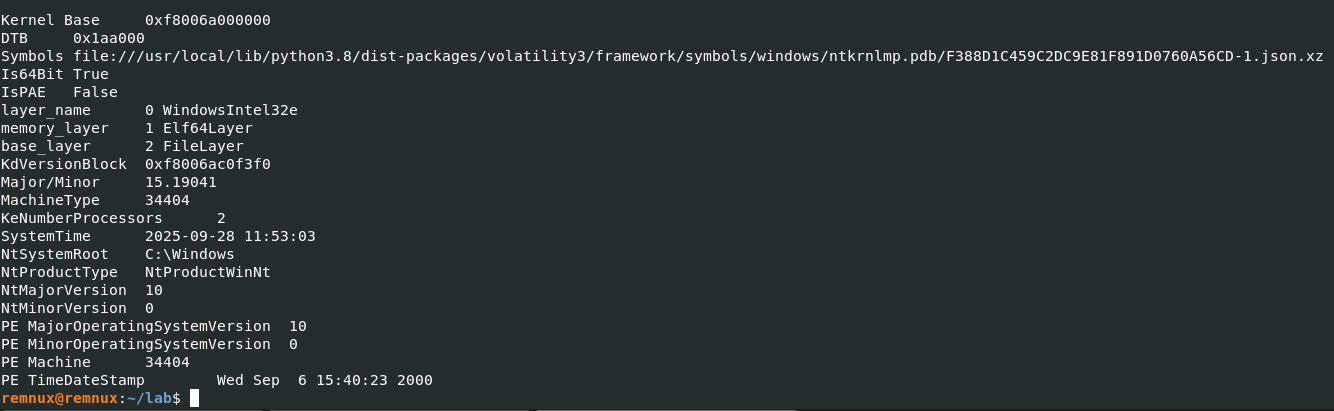 Kernel Base     0xf8006a000000
DTB     0x1aa000
Symbols file:///usr/local/lib/python3.8/dist-packages/volatility3/framework/symbols/windows/ntkrnlmp.pdb/F388D1C459C2DC9E81F891D0760A56CD-1.json.xz
Is64Bit True
IsPAE   False
layer_name      0 WindowsIntel32e
memory_layer    1 Elf64Layer
base_layer      2 FileLayer
KdVersionBlock  0xf8006ac0f3f0
Major/Minor     15.19041
MachineType     34404
KeNumberProcessors      2
SystemTime      2025-09-28 11:53:03
NtSystemRoot    C:\Windows
NtProductType   NtProductWinNt
NtMajorVersion  10
NtMinorVersion  0
PE MajorOperatingSystemVersion  10
PE MinorOperatingSystemVersion  0
PE Machine      34404
PE TimeDateStamp        Wed Sep  6 15:40:23 2000
remnux@remnux:~/lab$